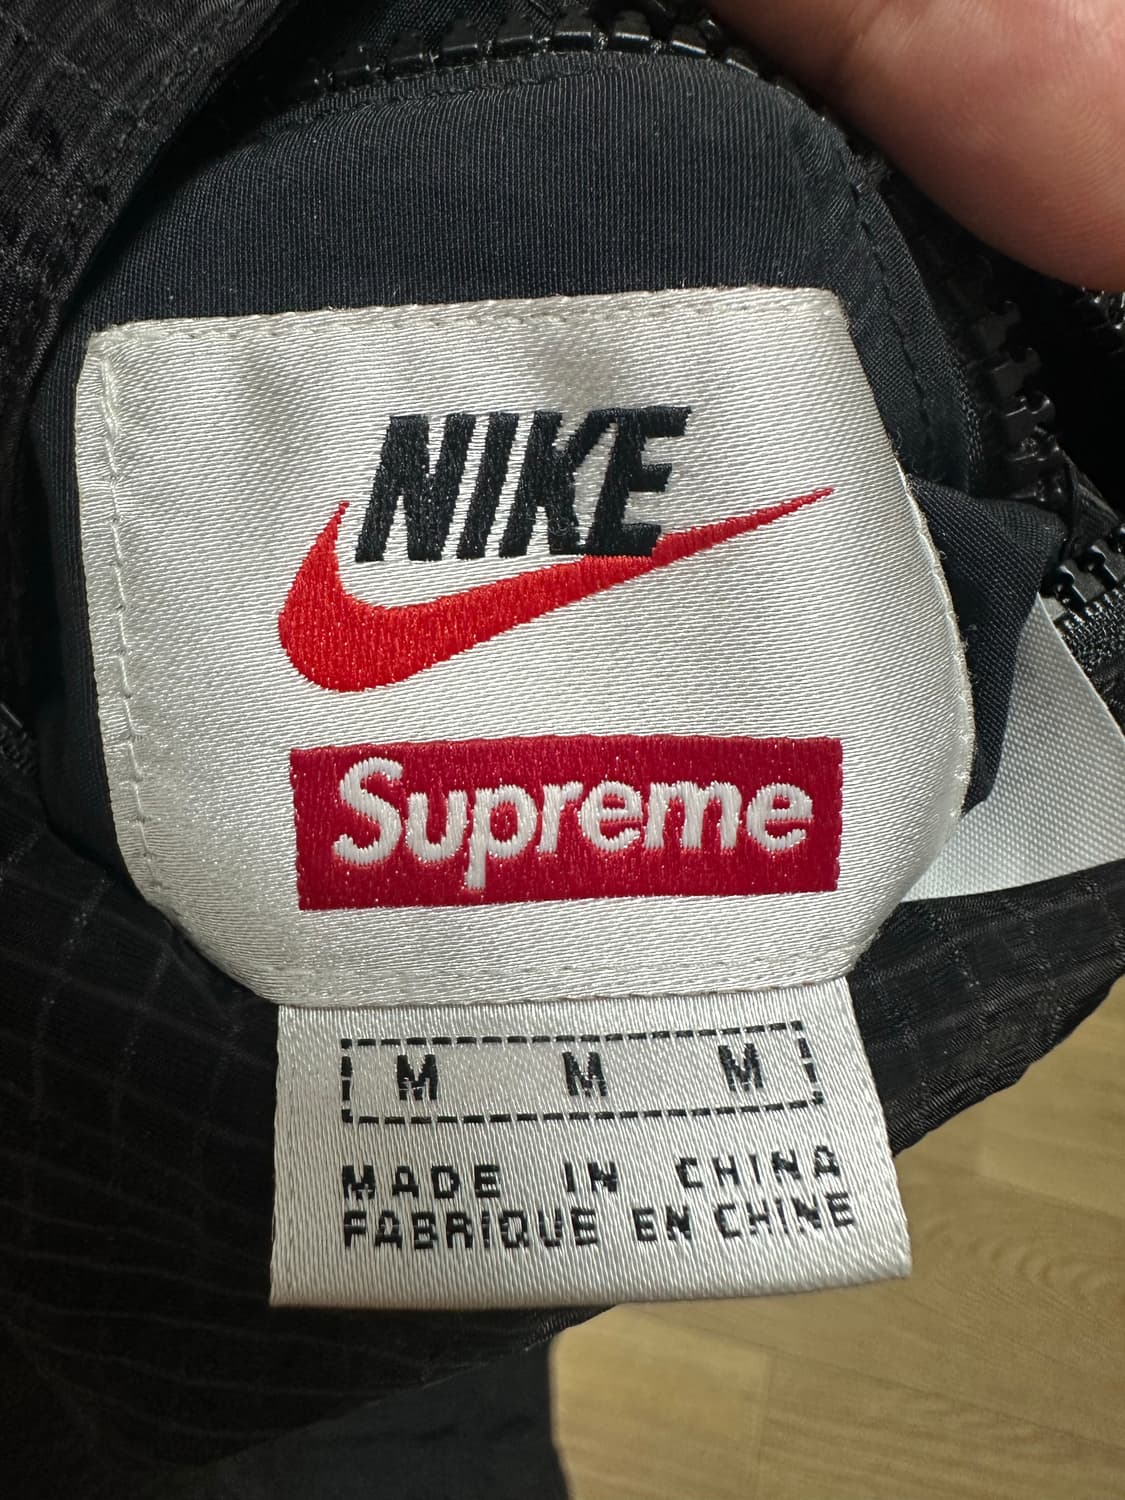 NIKE
Supreme
M M M
MADE IN CHINA
FABRIQUE EN CHINE